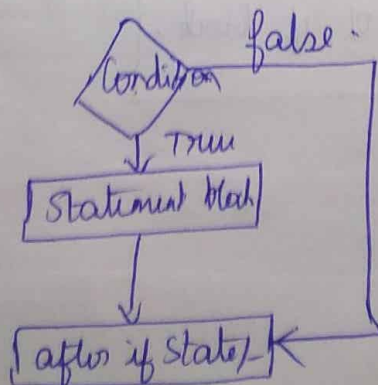 false.
Condition
True
Statement block
after if State/-